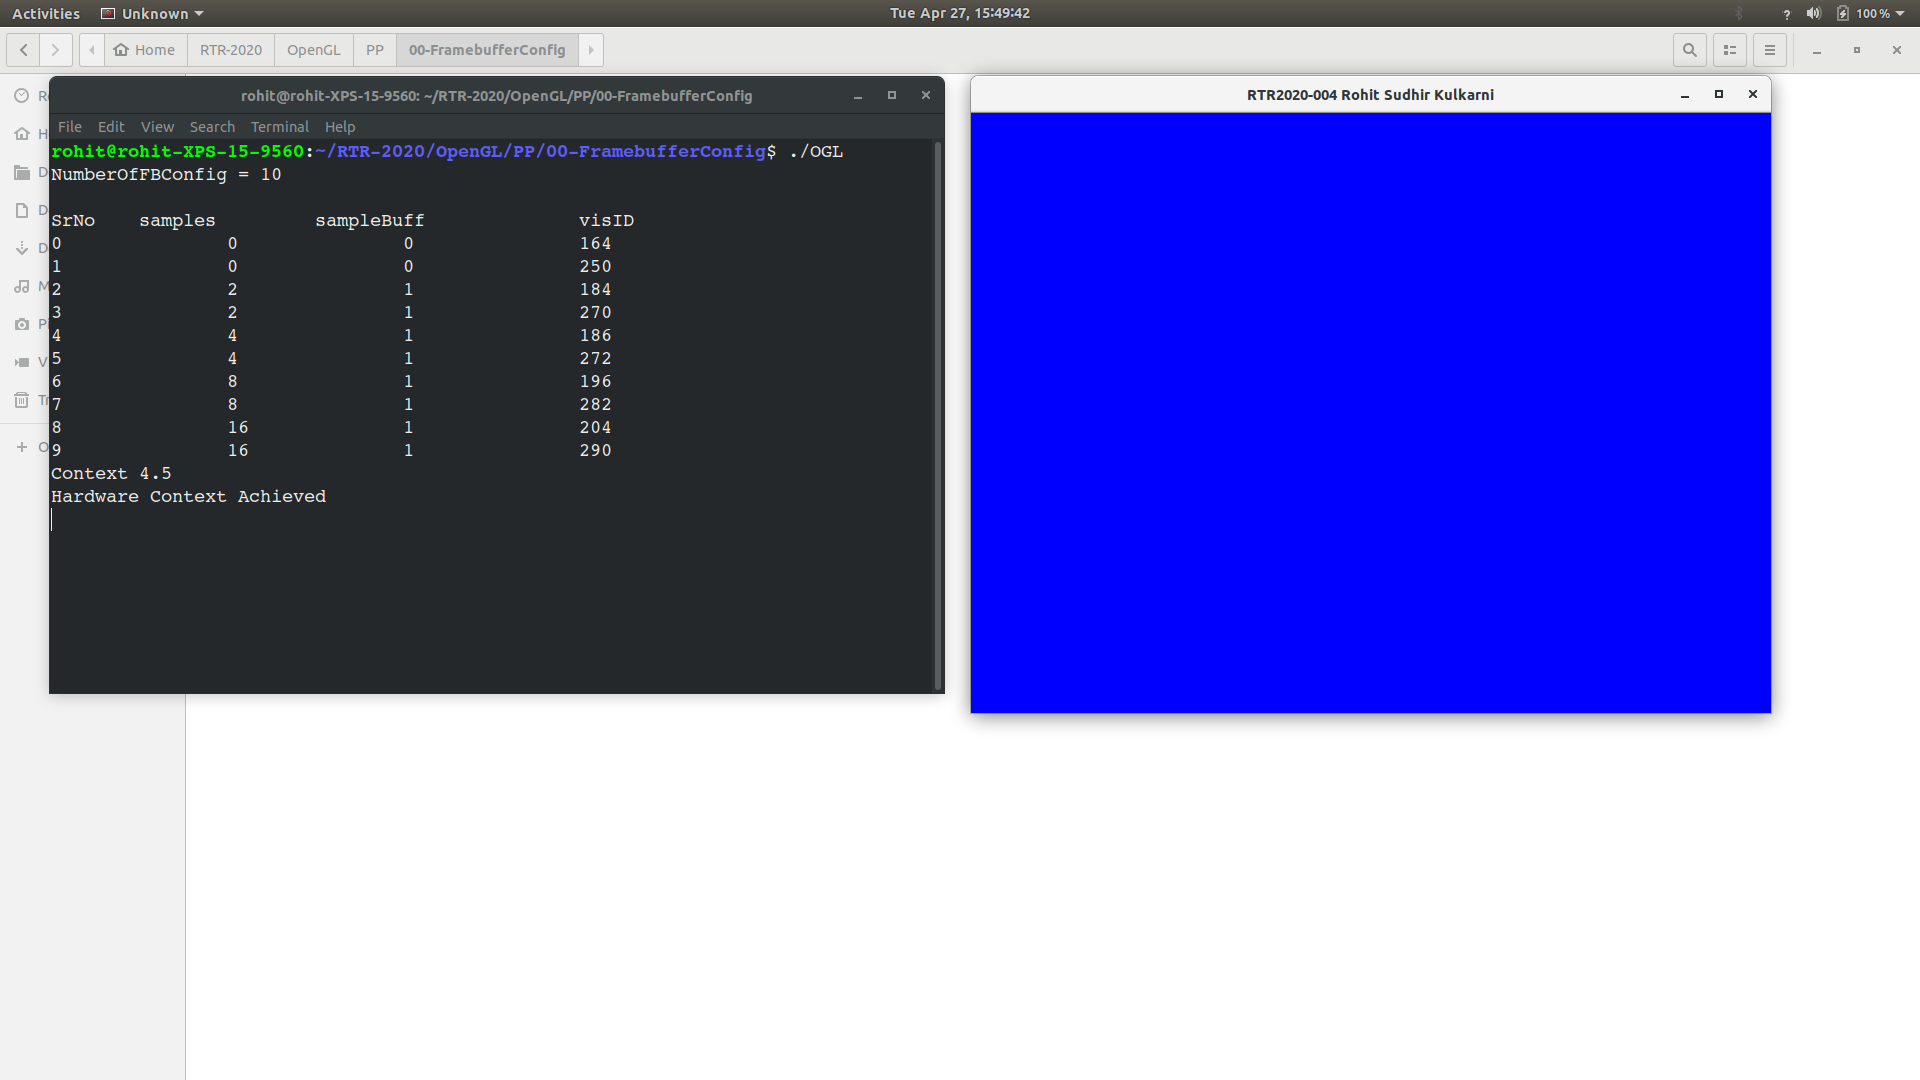 Activities Unknown Tue Apr 27, 15:49:42 ? 100 %
Home RTR-2020 OpenGL PP 00-FramebufferConfig
rohit@rohit-XPS-15-9560: ~/RTR-2020/OpenGL/PP/00-FramebufferConfig
File Edit View Search Terminal Help
rohit@rohit-XPS-15-9560:~/RTR-2020/OpenGL/PP/00-FramebufferConfig$ ./OGL
NumberOfFBConfig = 10
SrNo samples sampleBuff visID
0 0 0 164
1 0 0 250
2 2 1 184
3 2 1 270
4 4 1 186
5 4 1 272
6 8 1 196
7 8 1 282
8 16 1 204
9 16 1 290
Context 4.5
Hardware Context Achieved
RTR2020-004 Rohit Sudhir Kulkarni